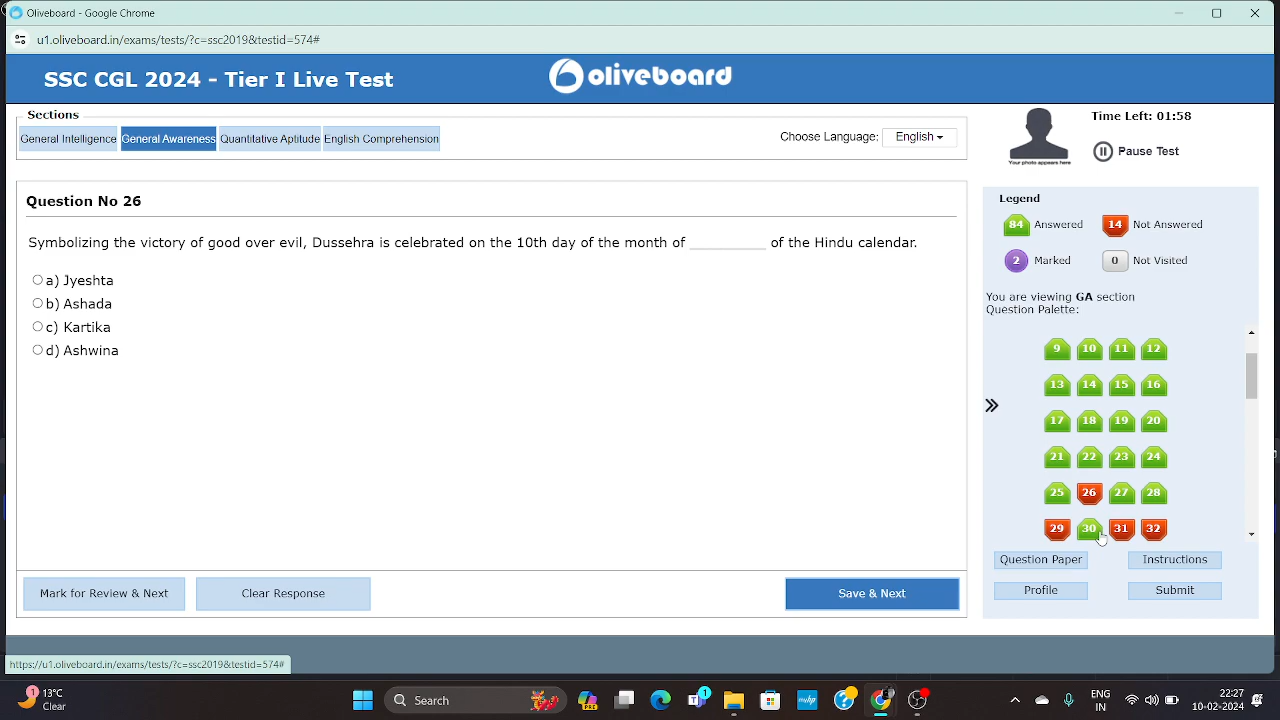 Oliveboard - Google Chrome
u1.oliveboard.in/exams/tests/?c=ssc2019&testid=574#
SSC CGL 2024 - Tier I Live Test
oliveboard
Sections
General Intelligence General Awareness Quantitative Aptitude English Comprehension
Choose Language: English
Your photo appears here
Time Left: 01:58
Pause Test
Question No 26
Symbolizing the victory of good over evil, Dussehra is celebrated on the 10th day of the month of __________ of the Hindu calendar.
a) Jyeshta
b) Ashada
c) Kartika
d) Ashwina
Mark for Review & Next
Clear Response
Save & Next
Legend
84 Answered 14 Not Answered
2 Marked 0 Not Visited
You are viewing GA section
Question Palette:
9 10 11 12
13 14 15 16
17 18 19 20
21 22 23 24
25 26 27 28
29 30 31 32
Question Paper Instructions
Profile Submit
https://u1.oliveboard.in/exams/tests/?c=ssc2019&testid=574#
1 13°C
Clear
Search
1
ENG
IN
22:27
10-02-2024